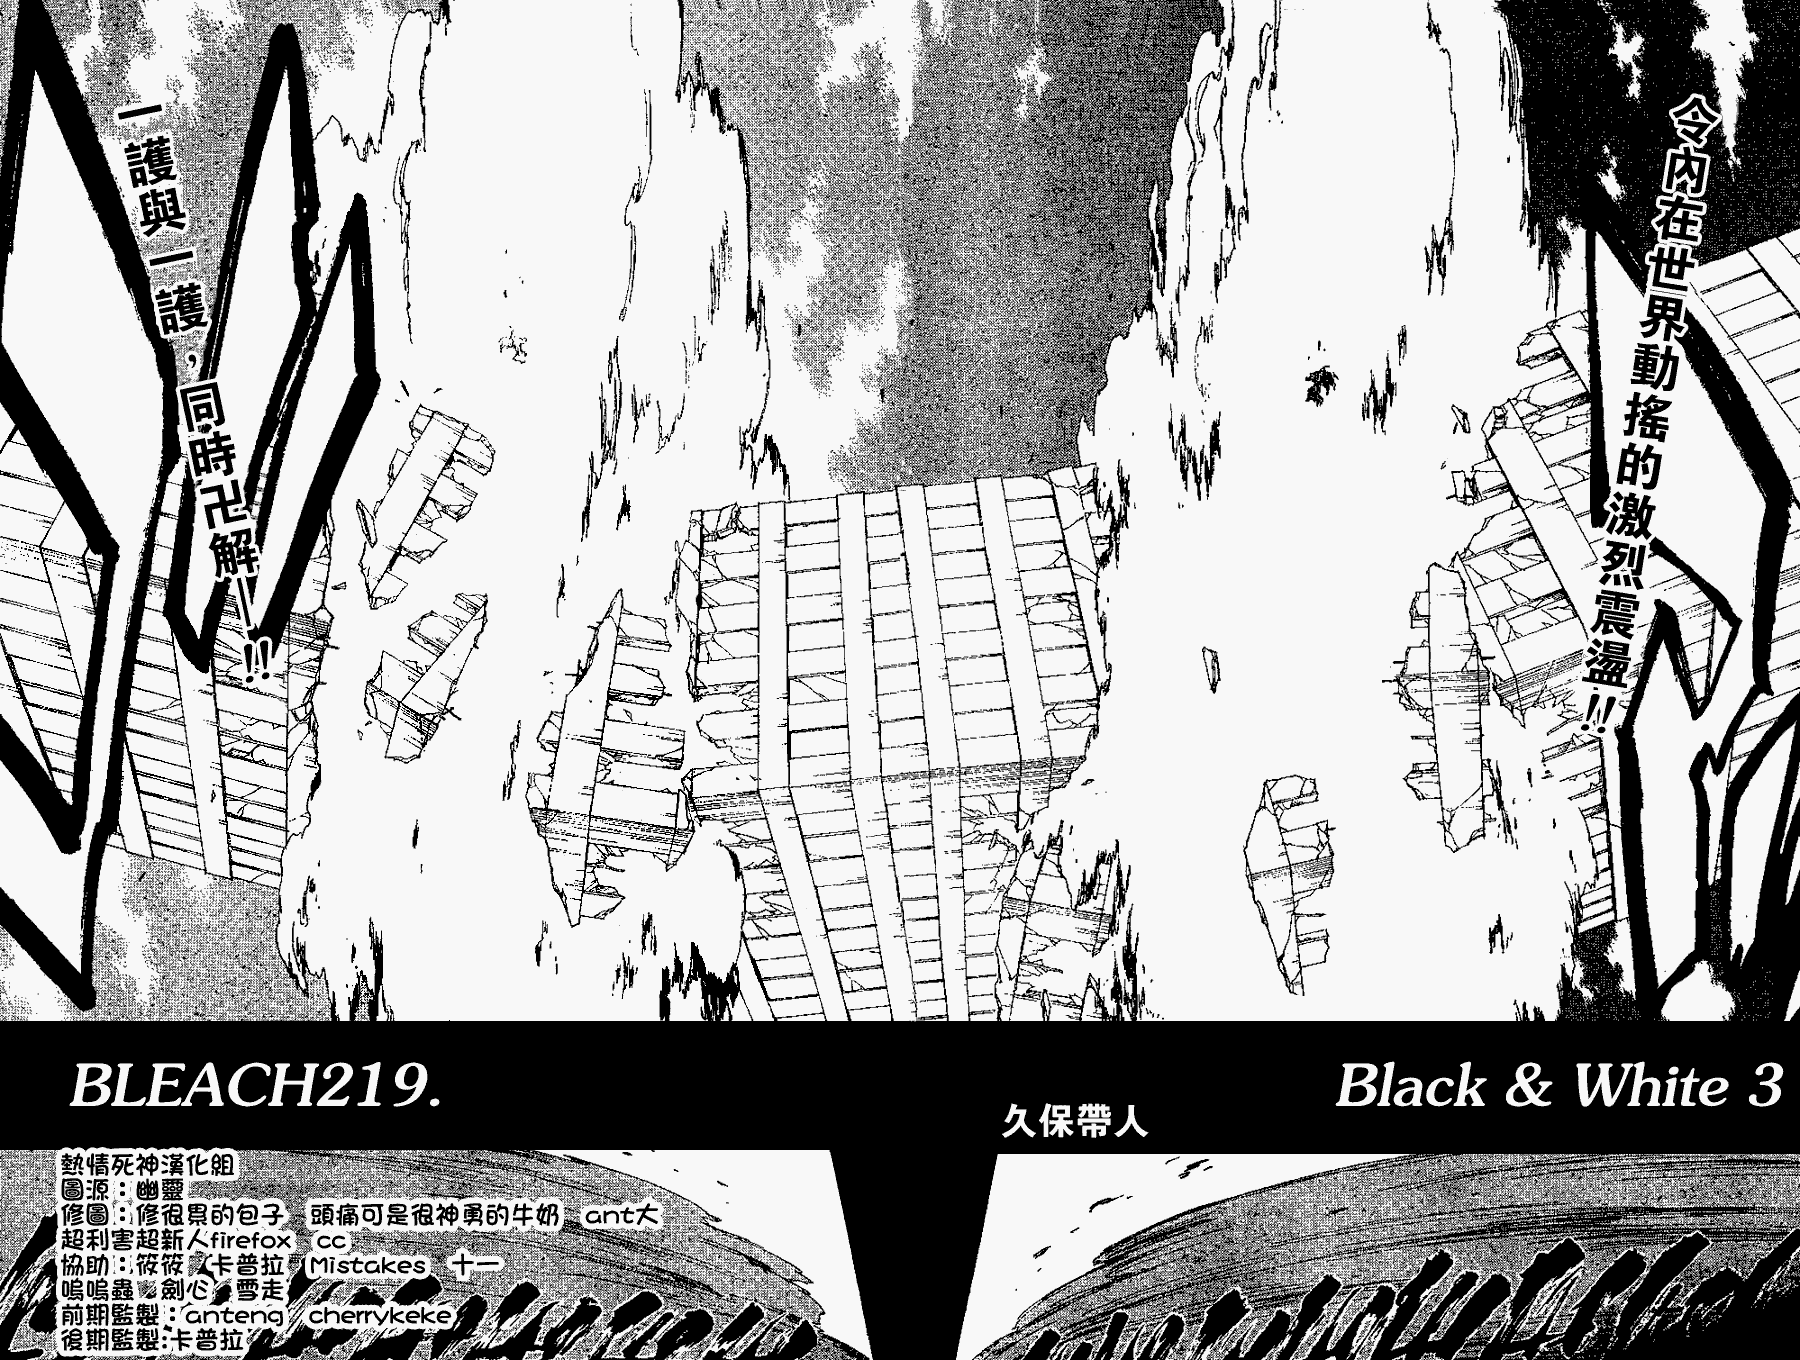 令內在世界動搖的激烈震盪!!
一護與一護，同時卍解—!!
BLEACH219.
Black & White 3
久保帶人
熱情死神漢化組
圖源：幽靈
修圖：修很累的包子 頭痛可是很神勇的牛奶 ant大
超利害超新人firefox cc
協助：筱筱 卡普拉 Mistakes 十一
嗚嗚蟲 劍心 雪走
前期監製：anteng cherrykeke
後期監製:卡普拉